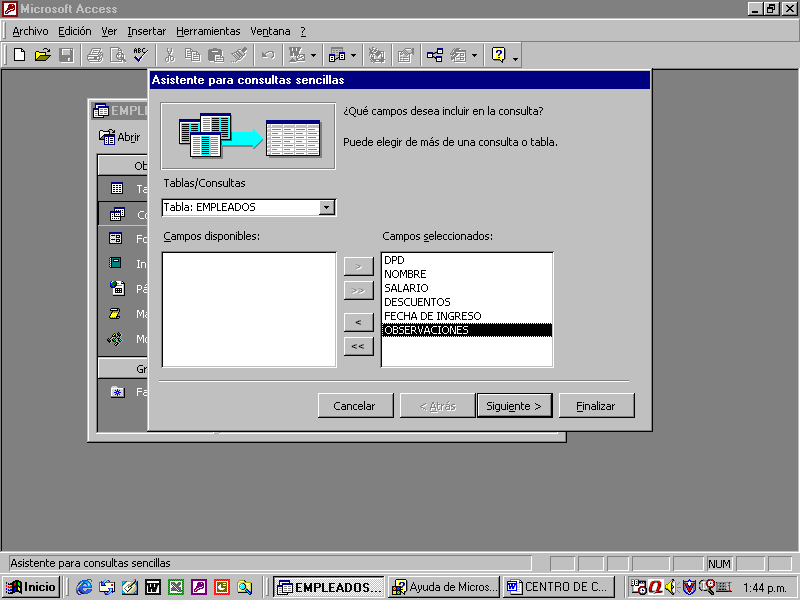 Microsoft Access
Archivo Edición Ver Insertar Herramientas Ventana ?
Asistente para consultas sencillas
EMPL
Abrir
Ob
Ta
Co
Fo
In
Pá
Ma
Mo
Gr
Fa
¿Qué campos desea incluir en la consulta?
Puede elegir de más de una consulta o tabla.
Tablas/Consultas
Tabla: EMPLEADOS
Campos disponibles:
Campos seleccionados:
>
>>
<
<<
DPD
NOMBRE
SALARIO
DESCUENTOS
FECHA DE INGRESO
OBSERVACIONES
Cancelar < Atrás Siguiente > Finalizar
Asistente para consultas sencillas NUM
Inicio EMPLEADOS... Ayuda de Micros... CENTRO DE C... 1:44 p.m.